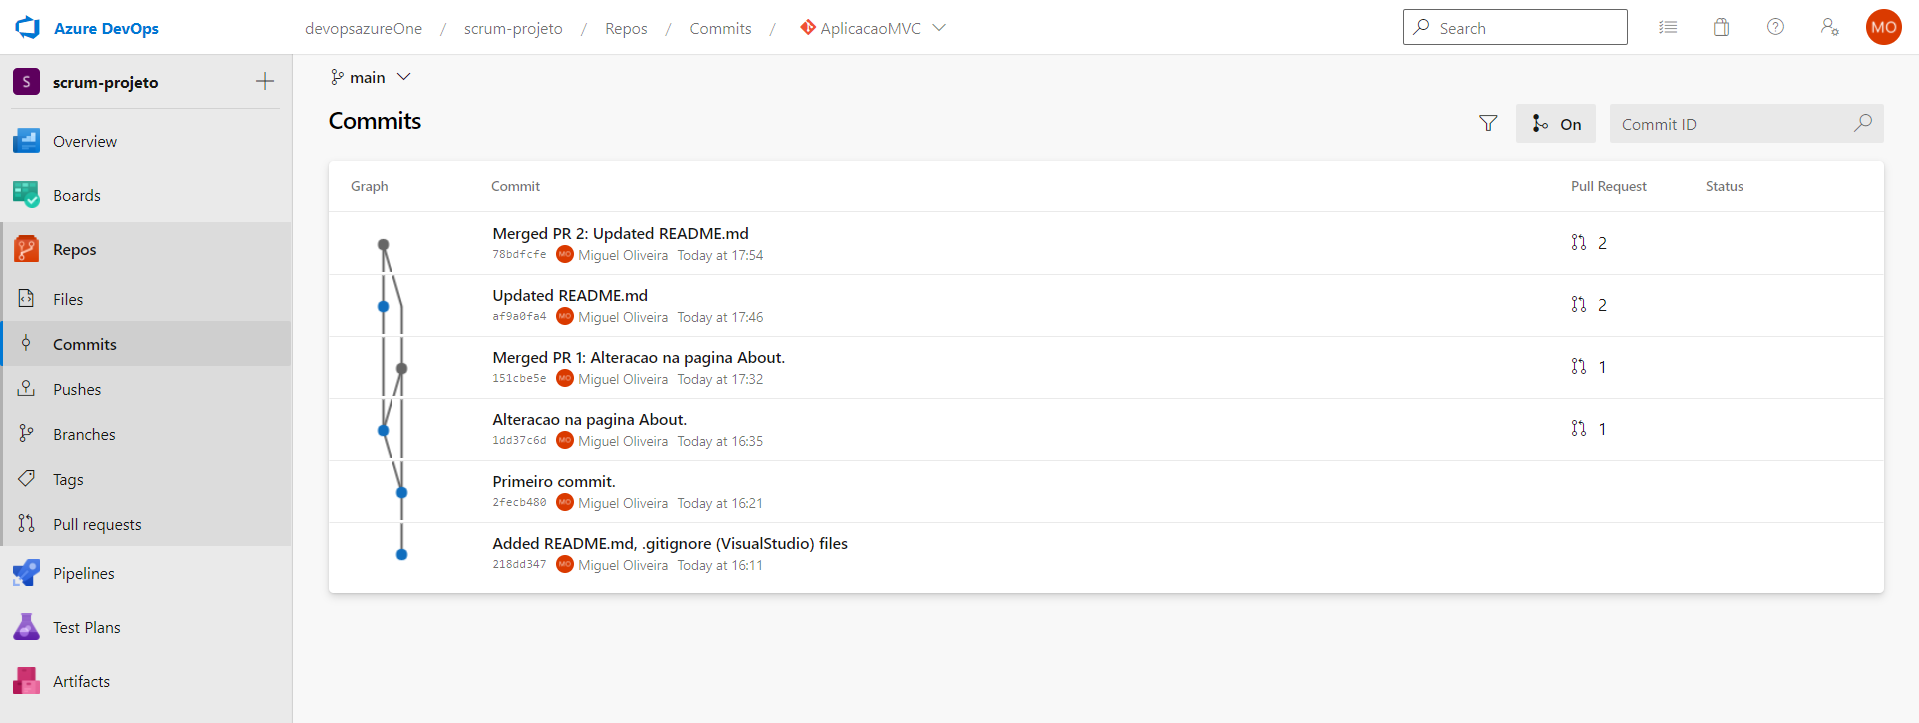 Azure DevOps
devopsazureOne / scrum-projeto / Repos / Commits / AplicacaoMVC
Search
MO
S scrum-projeto
Overview
Boards
Repos
Files
Commits
Pushes
Branches
Tags
Pull requests
Pipelines
Test Plans
Artifacts
main
Commits
On
Commit ID
Graph Commit Pull Request Status
Merged PR 2: Updated README.md
78bdfcfe MO Miguel Oliveira Today at 17:54
2
Updated README.md
af9a0fa4 MO Miguel Oliveira Today at 17:46
2
Merged PR 1: Alteracao na pagina About.
151cbe5e MO Miguel Oliveira Today at 17:32
1
Alteracao na pagina About.
1dd37c6d MO Miguel Oliveira Today at 16:35
1
Primeiro commit.
2fecb480 MO Miguel Oliveira Today at 16:21
Added README.md, .gitignore (VisualStudio) files
218dd347 MO Miguel Oliveira Today at 16:11